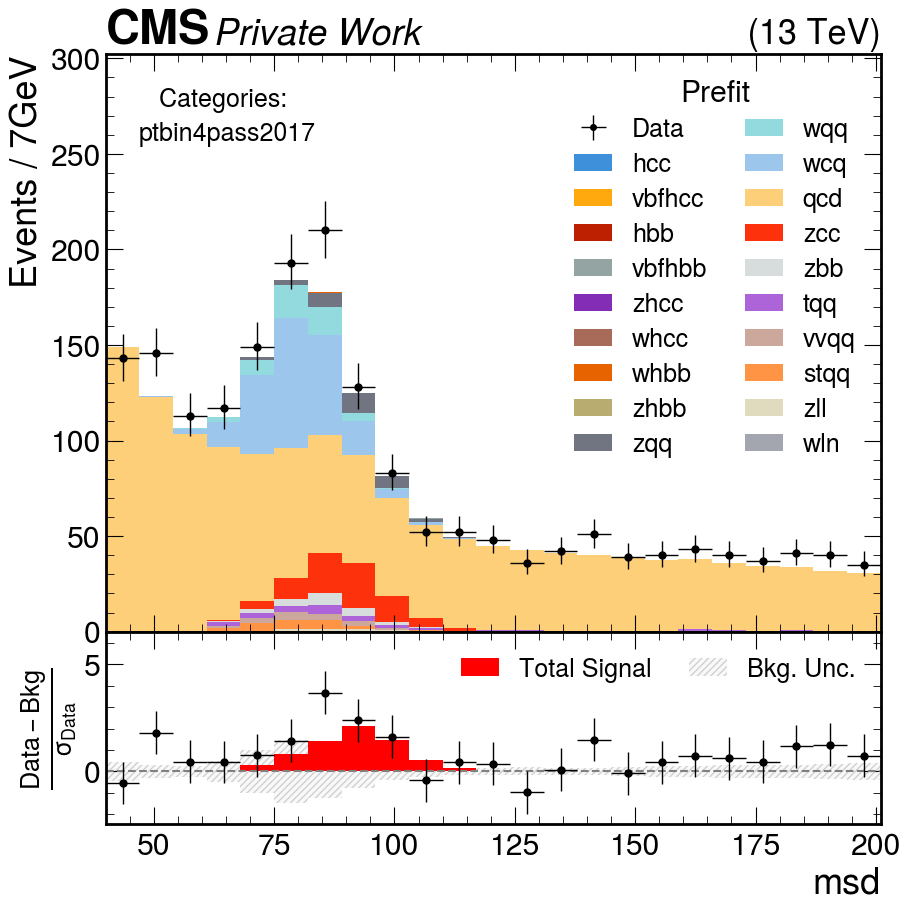 CMS Private Work (13 TeV)
Events / 7GeV
300
250
200
150
100
50
0
Categories:
ptbin4pass2017
Prefit
Data
hcc
vbfhcc
hbb
vbfhbb
zhcc
whcc
whbb
zhbb
zqq
wqq
wcq
qcd
zcc
zbb
tqq
vvqq
stqq
zll
wln
Data – Bkg
σData
5
0
Total Signal
Bkg. Unc.
50 75 100 125 150 175 200
msd